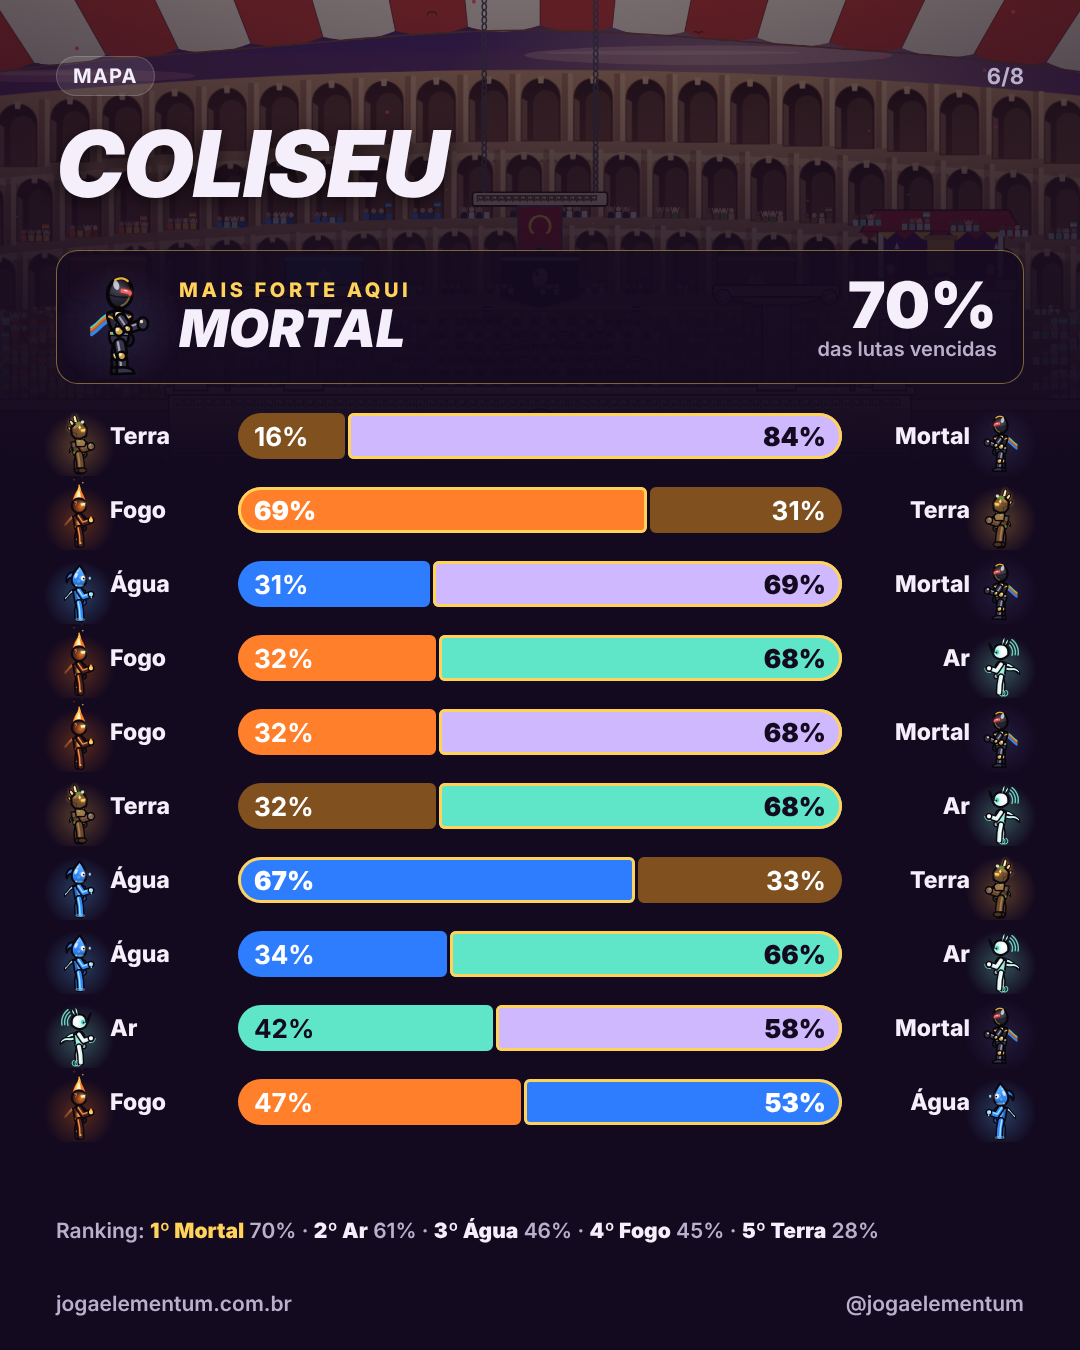 MAPA
6/8
COLISEU
MAIS FORTE AQUI
MORTAL
70%
das lutas vencidas
Terra 16% 84% Mortal
Fogo 69% 31% Terra
Água 31% 69% Mortal
Fogo 32% 68% Ar
Fogo 32% 68% Mortal
Terra 32% 68% Ar
Água 67% 33% Terra
Água 34% 66% Ar
Ar 42% 58% Mortal
Fogo 47% 53% Água
Ranking: 1º Mortal 70% · 2º Ar 61% · 3º Água 46% · 4º Fogo 45% · 5º Terra 28%
jogaelementum.com.br
@jogaelementum